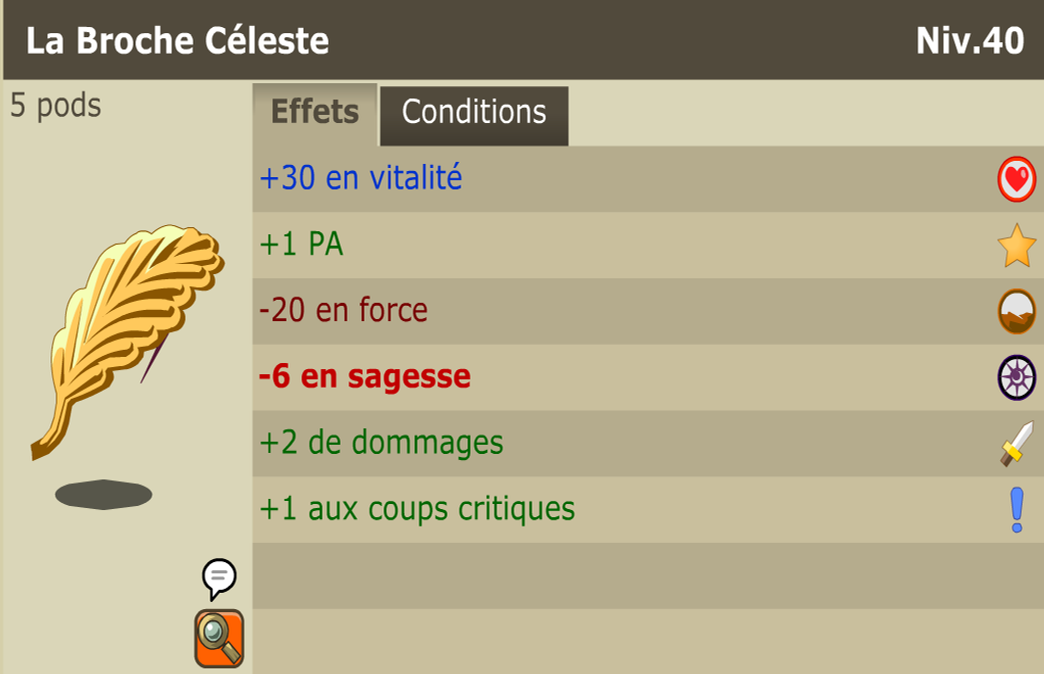 La Broche Céleste
Niv.40
5 pods
Effets
Conditions
+30 en vitalité
+1 PA
-20 en force
-6 en sagesse
+2 de dommages
+1 aux coups critiques